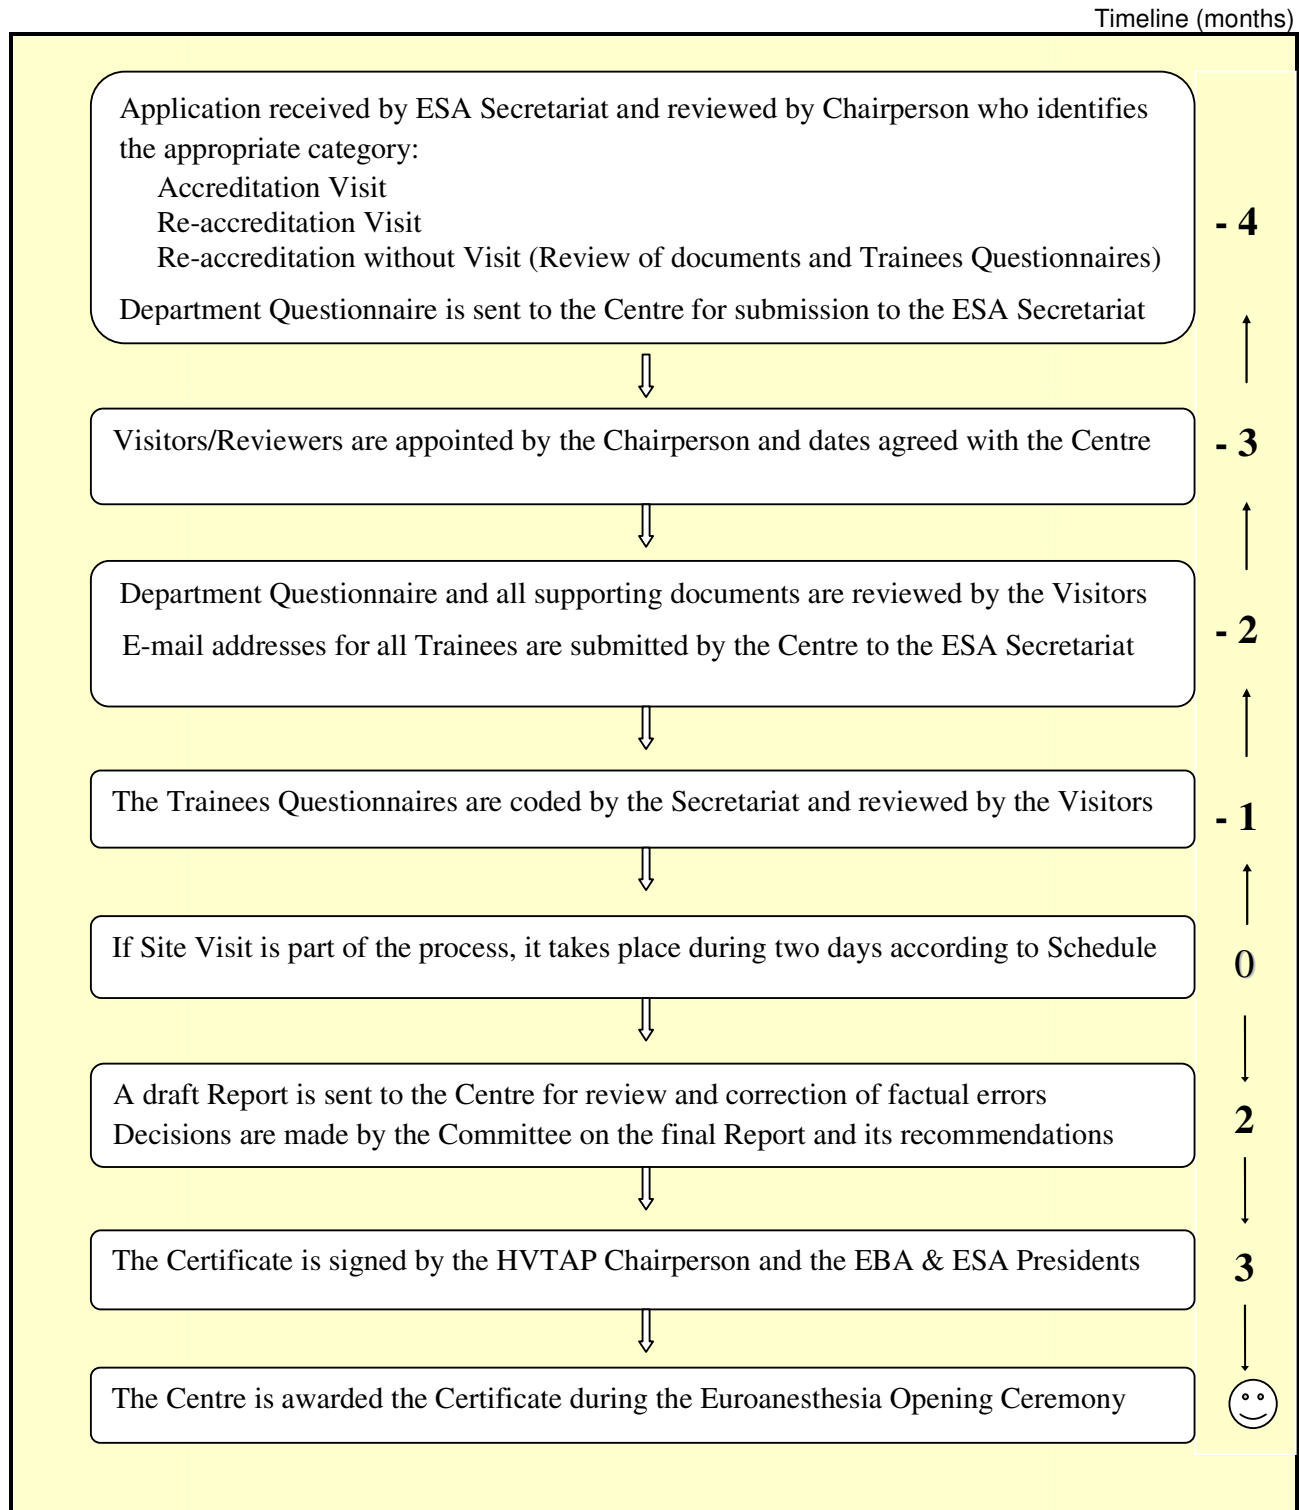 Timeline (months)
Application received by ESA Secretariat and reviewed by Chairperson who identifies
the appropriate category:
Accreditation Visit
Re-accreditation Visit
Re-accreditation without Visit (Review of documents and Trainees Questionnaires)
Department Questionnaire is sent to the Centre for submission to the ESA Secretariat
- 4
Visitors/Reviewers are appointed by the Chairperson and dates agreed with the Centre
- 3
Department Questionnaire and all supporting documents are reviewed by the Visitors
E-mail addresses for all Trainees are submitted by the Centre to the ESA Secretariat
- 2
The Trainees Questionnaires are coded by the Secretariat and reviewed by the Visitors
- 1
If Site Visit is part of the process, it takes place during two days according to Schedule
0
A draft Report is sent to the Centre for review and correction of factual errors
Decisions are made by the Committee on the final Report and its recommendations
2
The Certificate is signed by the HVTAP Chairperson and the EBA & ESA Presidents
3
The Centre is awarded the Certificate during the Euroanesthesia Opening Ceremony